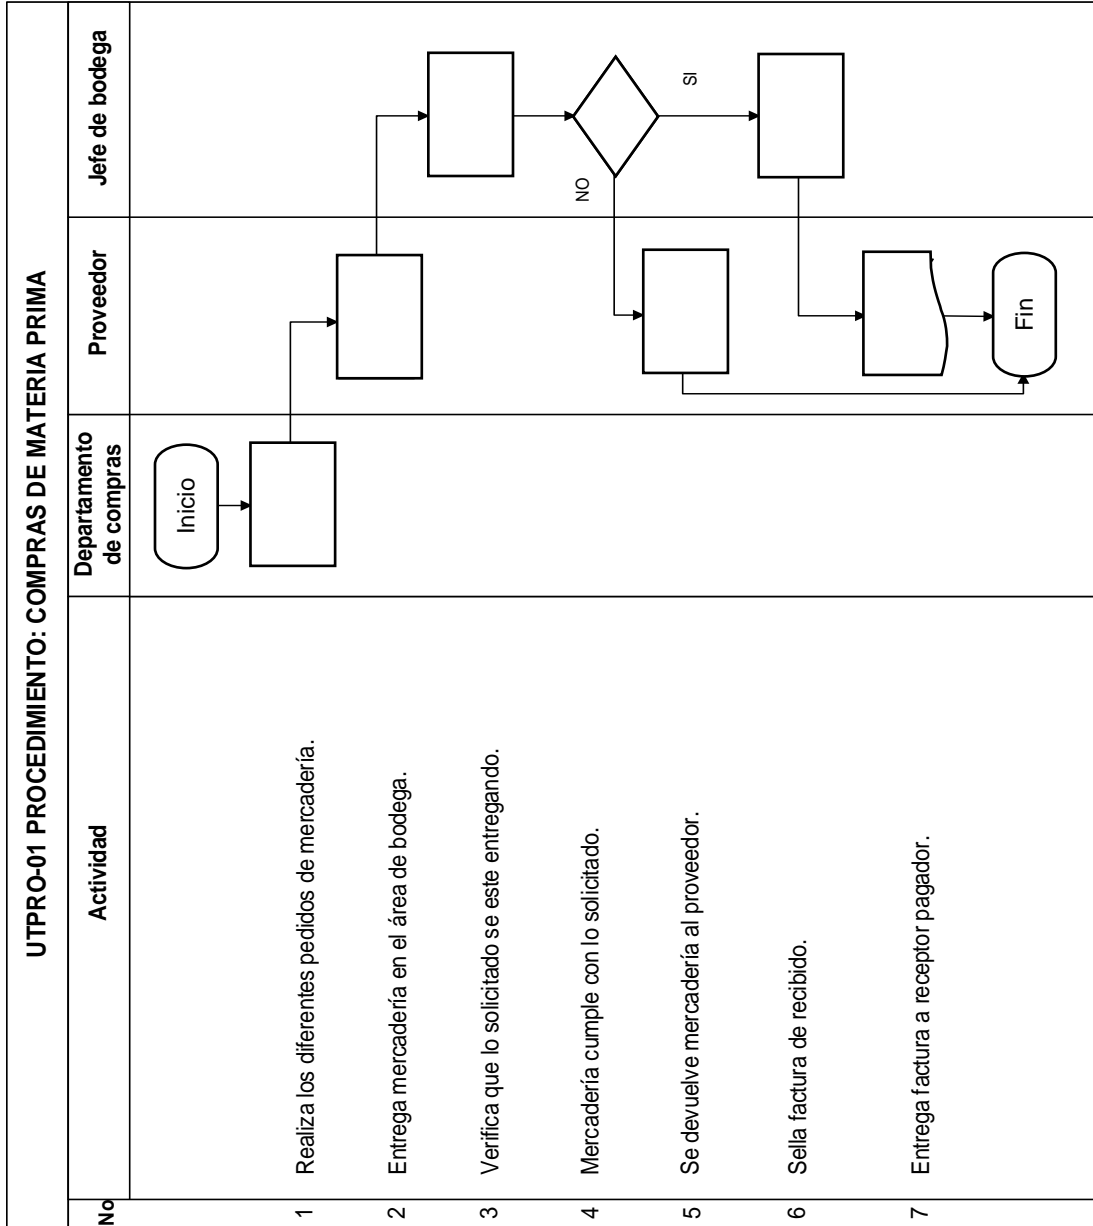 UTPRO-01 PROCEDIMIENTO: COMPRAS DE MATERIA PRIMA
No
Actividad
Departamento
de compras
Proveedor
Jefe de bodega
Inicio
1
Realiza los diferentes pedidos de mercadería.
2
Entrega mercadería en el área de bodega.
3
Verifica que lo solicitado se este entregando.
4
Mercadería cumple con lo solicitado.
NO
SI
5
Se devuelve mercadería al proveedor.
6
Sella factura de recibido.
7
Entrega factura a receptor pagador.
Fin